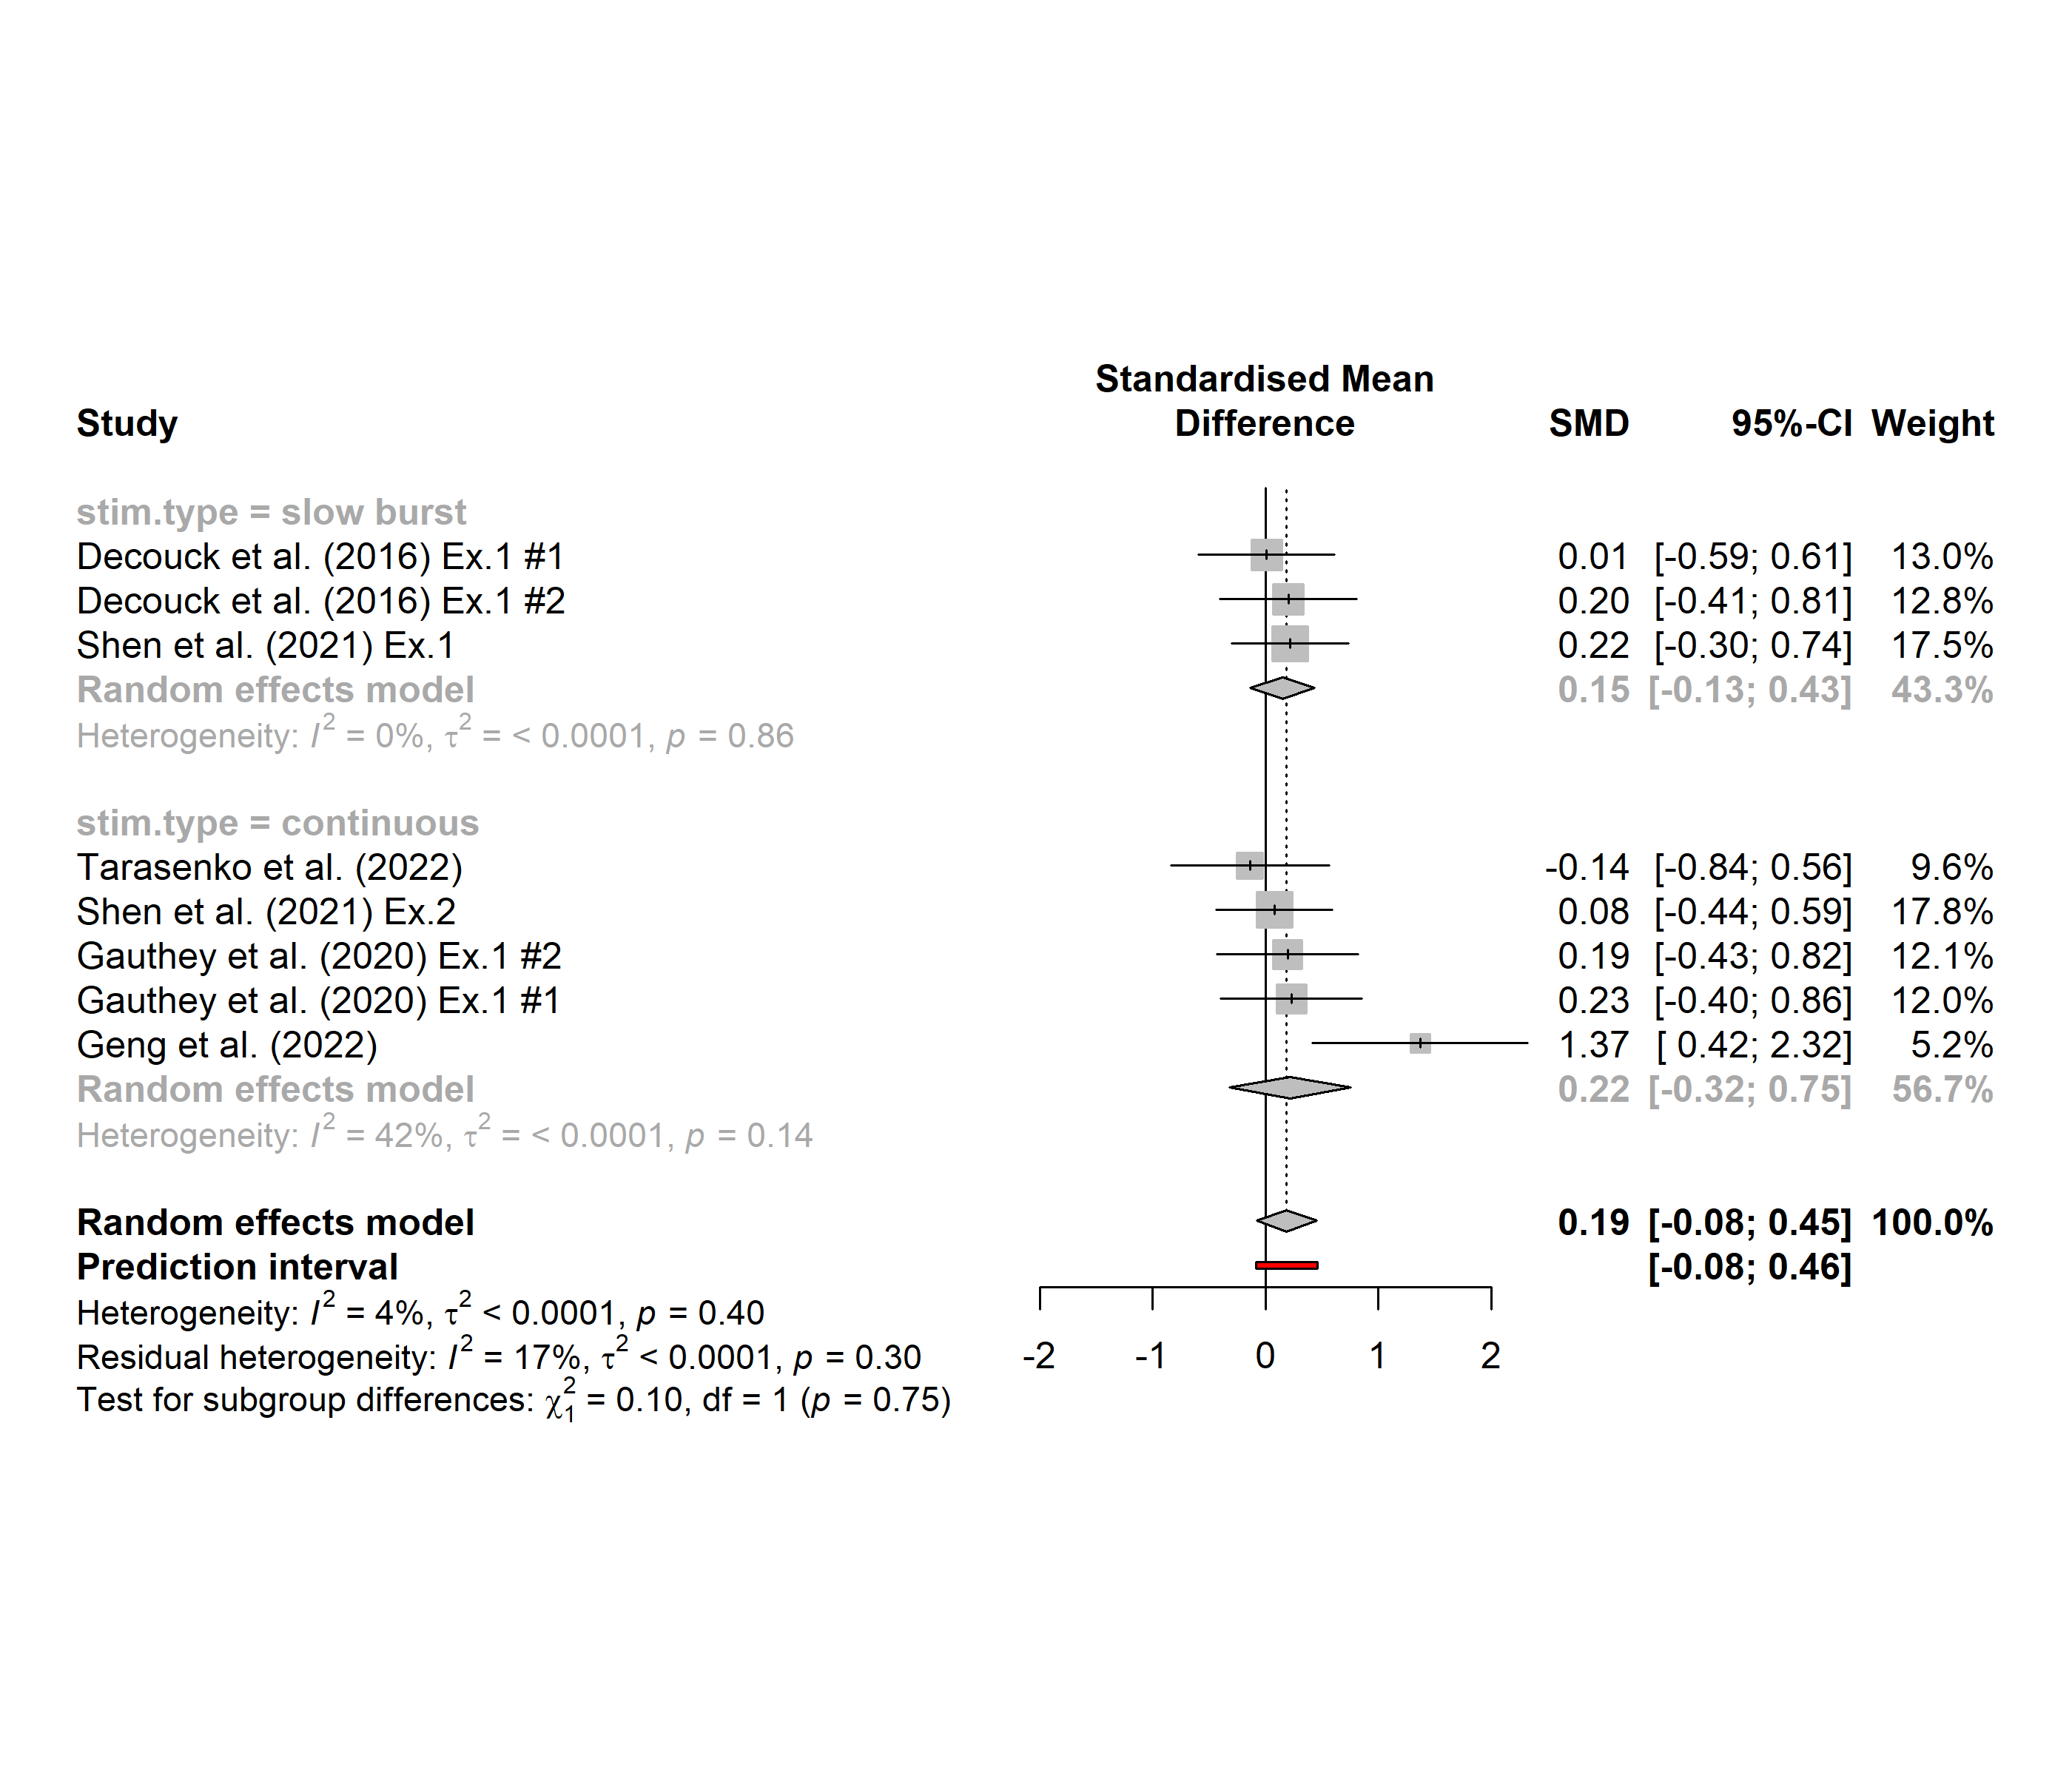 Standardised Mean
Study Difference SMD 95%-CI Weight
stim.type = slow burst
Decouck et al. (2016) Ex.1 #1 0.01 [-0.59; 0.61] 13.0%
Decouck et al. (2016) Ex.1 #2 0.20 [-0.41; 0.81] 12.8%
Shen et al. (2021) Ex.1 0.22 [-0.30; 0.74] 17.5%
Random effects model 0.15 [-0.13; 0.43] 43.3%
Heterogeneity: I² = 0%, τ² = < 0.0001, p = 0.86
stim.type = continuous
Tarasenko et al. (2022) -0.14 [-0.84; 0.56] 9.6%
Shen et al. (2021) Ex.2 0.08 [-0.44; 0.59] 17.8%
Gauthey et al. (2020) Ex.1 #2 0.19 [-0.43; 0.82] 12.1%
Gauthey et al. (2020) Ex.1 #1 0.23 [-0.40; 0.86] 12.0%
Geng et al. (2022) 1.37 [ 0.42; 2.32] 5.2%
Random effects model 0.22 [-0.32; 0.75] 56.7%
Heterogeneity: I² = 42%, τ² = < 0.0001, p = 0.14
Random effects model 0.19 [-0.08; 0.45] 100.0%
Prediction interval [-0.08; 0.46]
Heterogeneity: I² = 4%, τ² < 0.0001, p = 0.40
Residual heterogeneity: I² = 17%, τ² < 0.0001, p = 0.30
-2 -1 0 1 2
Test for subgroup differences: χ²₁ = 0.10, df = 1 (p = 0.75)